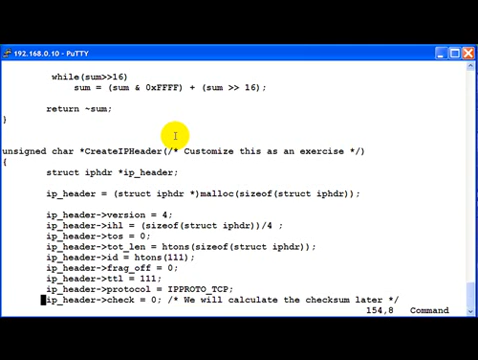 192.168.0.10 - PuTTY
while(sum>>16)
sum = (sum & 0xFFFF) + (sum >> 16);
return ~sum;
}
unsigned char *CreateIPHeader(/* Customize this as an exercise */)
{
struct iphdr *ip_header;
ip_header = (struct iphdr *)malloc(sizeof(struct iphdr));
ip_header->version = 4;
ip_header->ihl = (sizeof(struct iphdr))/4 ;
ip_header->tos = 0;
ip_header->tot_len = htons(sizeof(struct iphdr));
ip_header->id = htons(111);
ip_header->frag_off = 0;
ip_header->ttl = 111;
ip_header->protocol = IPPROTO_TCP;
ip_header->check = 0; /* We will calculate the checksum later */
154,8 Command